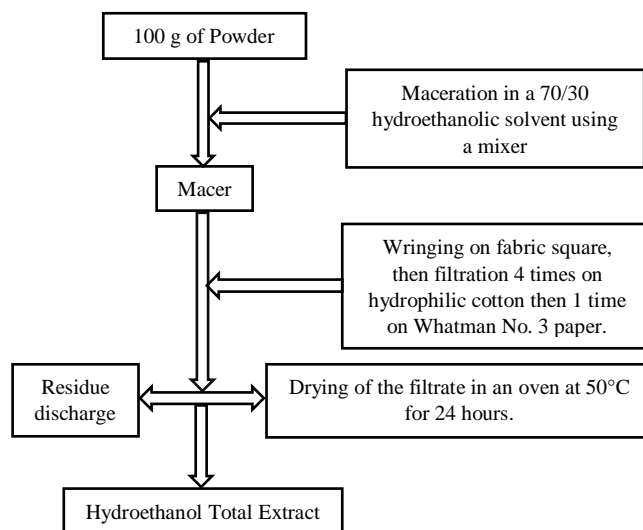 100 g of Powder
Maceration in a 70/30
hydroethanolic solvent using
a mixer
Macer
Wringing on fabric square,
then filtration 4 times on
hydrophilic cotton then 1 time
on Whatman No. 3 paper.
Residue
discharge
Drying of the filtrate in an oven at 50°C
for 24 hours.
Hydroethanol Total Extract